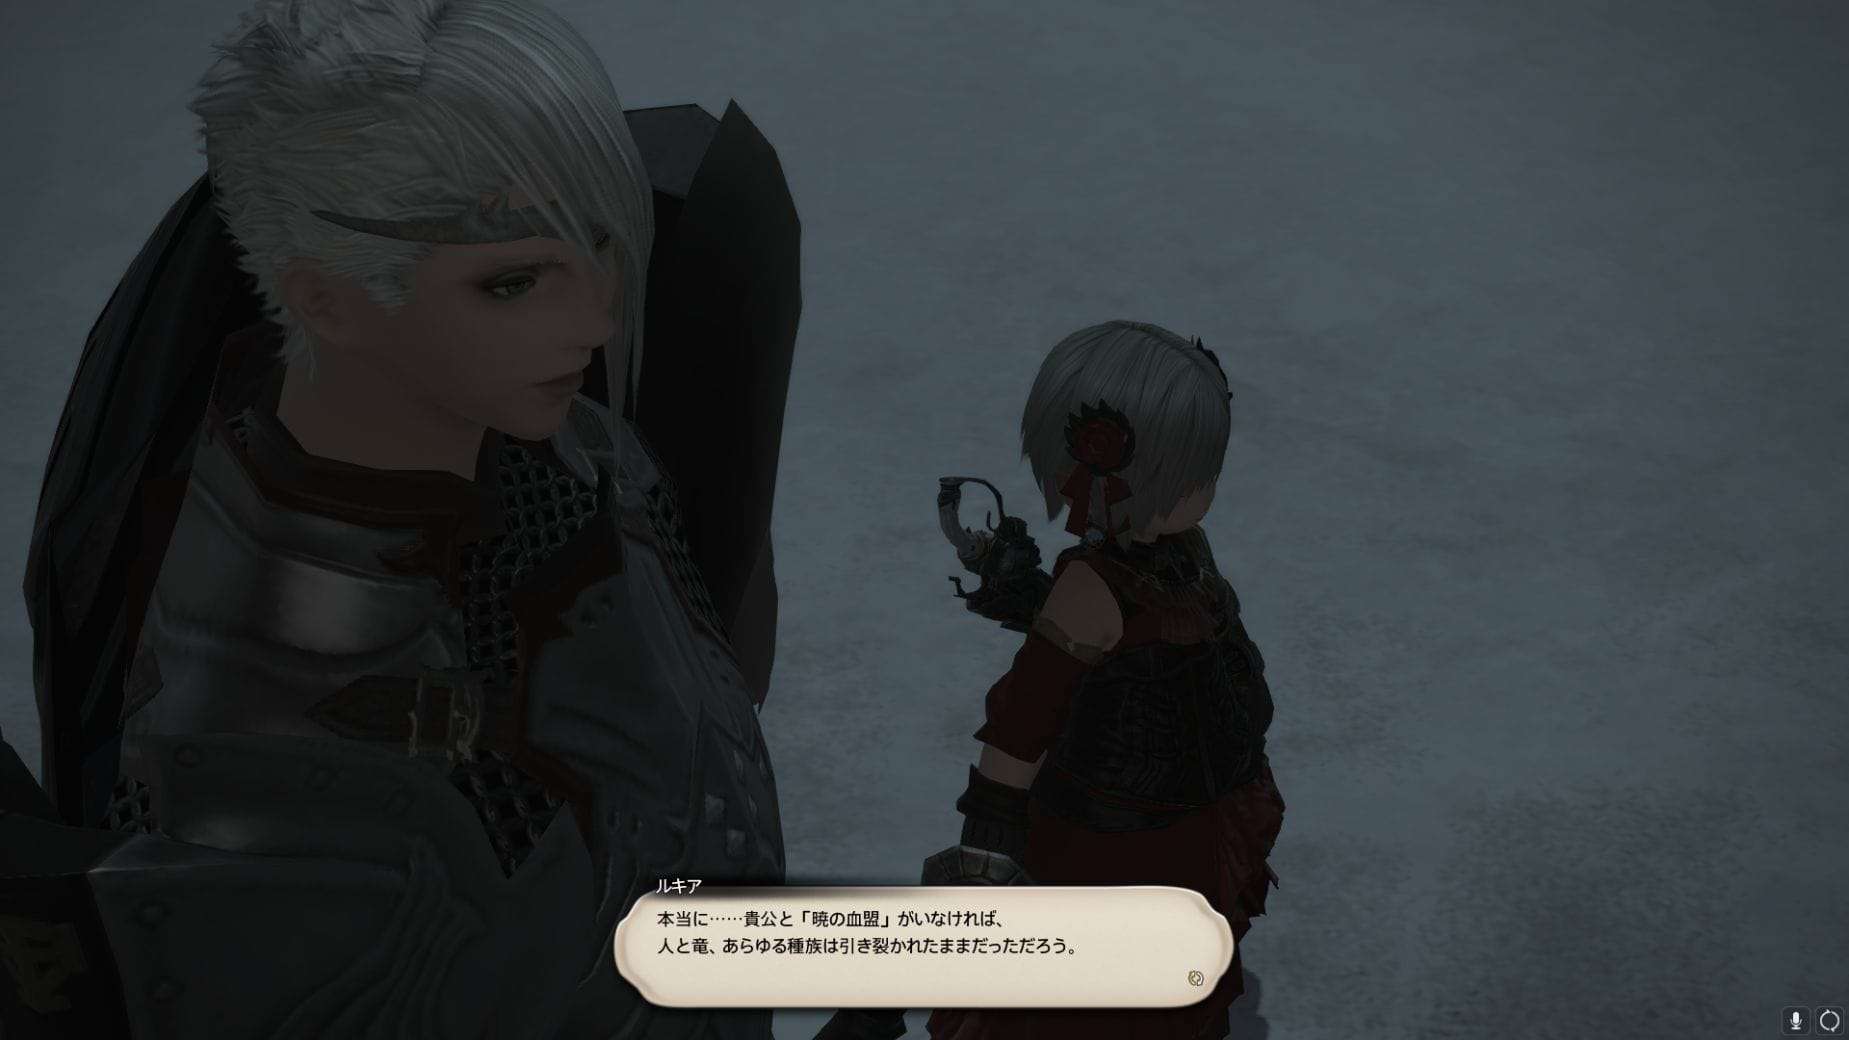 ルキア
本当に……貴公と「暁の血盟」がいなければ、
人と竜、あらゆる種族は引き裂かれたままだっただろう。